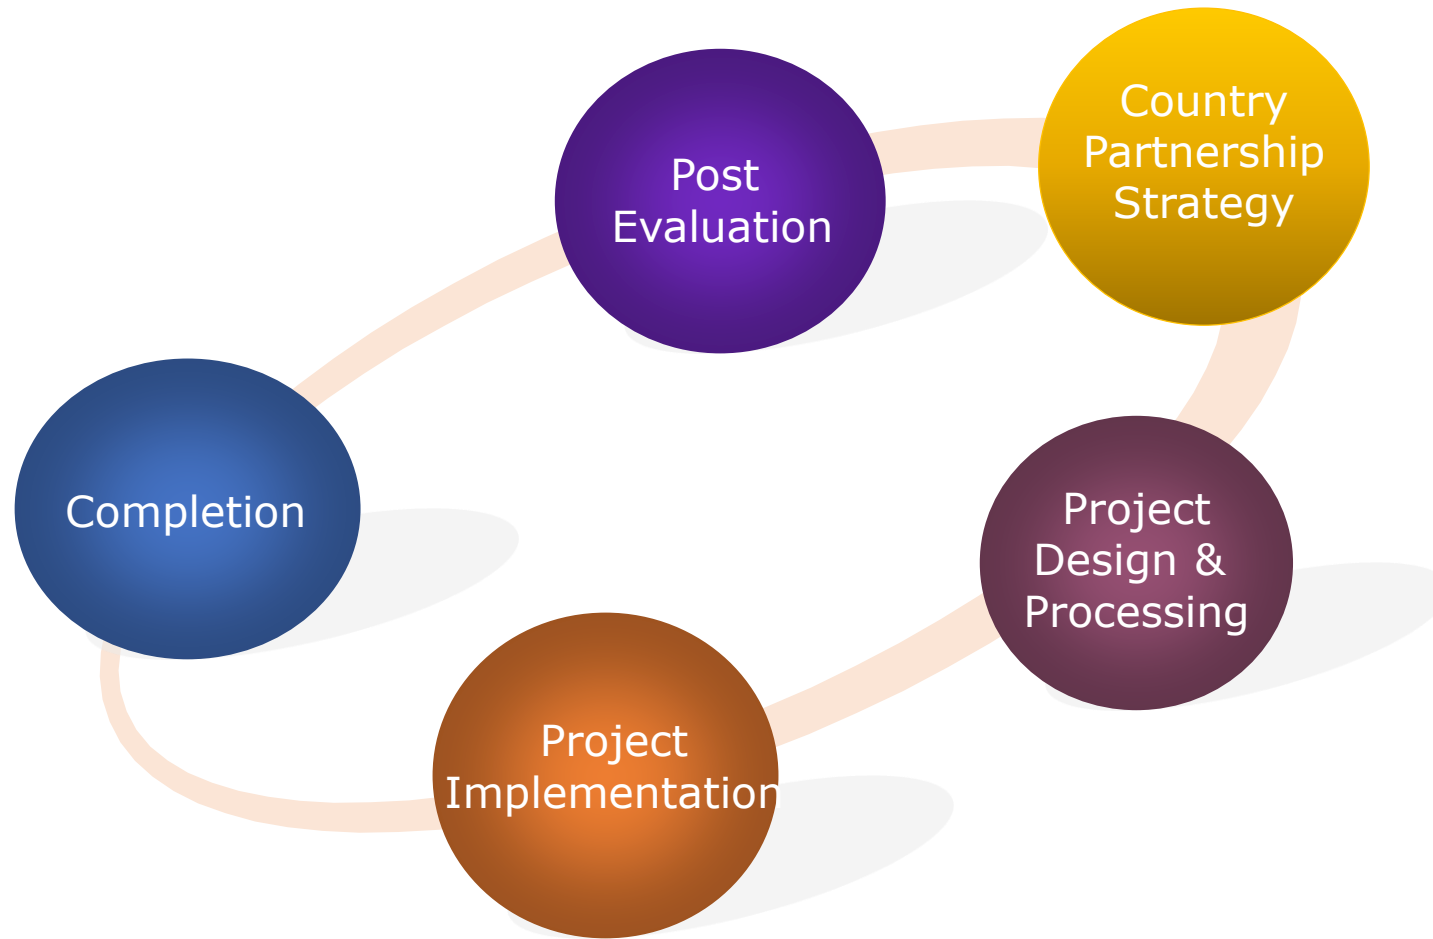 Country
Partnership
Strategy
Post
Evaluation
Completion
Project
Design &
Processing
Project
Implementation